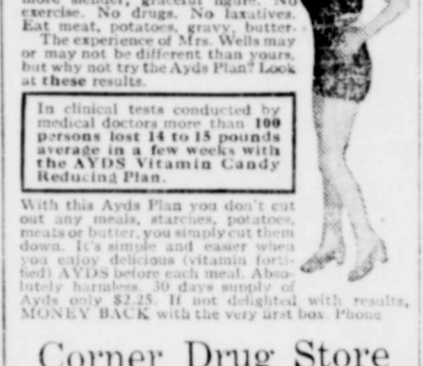 more slender, graceful figure. No
exercise. No drugs. No laxatives.
Eat meat, potatoes, gravy, butter.
The experience of Mrs. Wells may
or may not be different than yours,
but why not try the Ayds Plan? Look
at these results.
In clinical tests conducted by
medical doctors more than 100
persons lost 14 to 15 pounds
average in a few weeks with
the AYDS Vitamin Candy
Reducing Plan.
With this Ayds Plan you don't cut
out any meals, starches, potatoes,
meats or butter, you simply cut them
down. It's simple and easier when
you enjoy delicious (vitamin forti-
fied) AYDS before each meal. Abso-
lutely harmless. 30 days supply of
Ayds only $2.25. If not delighted with results,
MONEY BACK with the very first box. Phone
Corner Drug Store